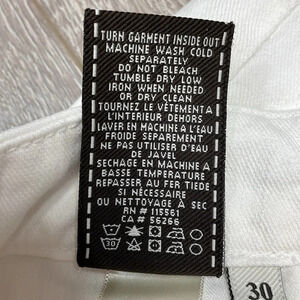 TURN GARMENT INSIDE OUT
MACHINE WASH COLD
SEPARATELY
DO NOT BLEACH
TUMBLE DRY LOW
IRON WHEN NEEDED
OR DRY CLEAN
TOURNEZ LE VÊTEMENT A
L'INTERIEUR DEHORS
LAVER EN MACHINE A L'EAU
FROIDE SEPAREMENT
NE PAS UTILISER D'EAU
DE JAVEL
SECHAGE EN MACHINE A
BASSE TEMPERATURE
REPASSER AU FER TIEDE
SI NÉCESSAIRE
OU NETTOYAGE À SEC
RN # 115561
CA # 56266
30
30